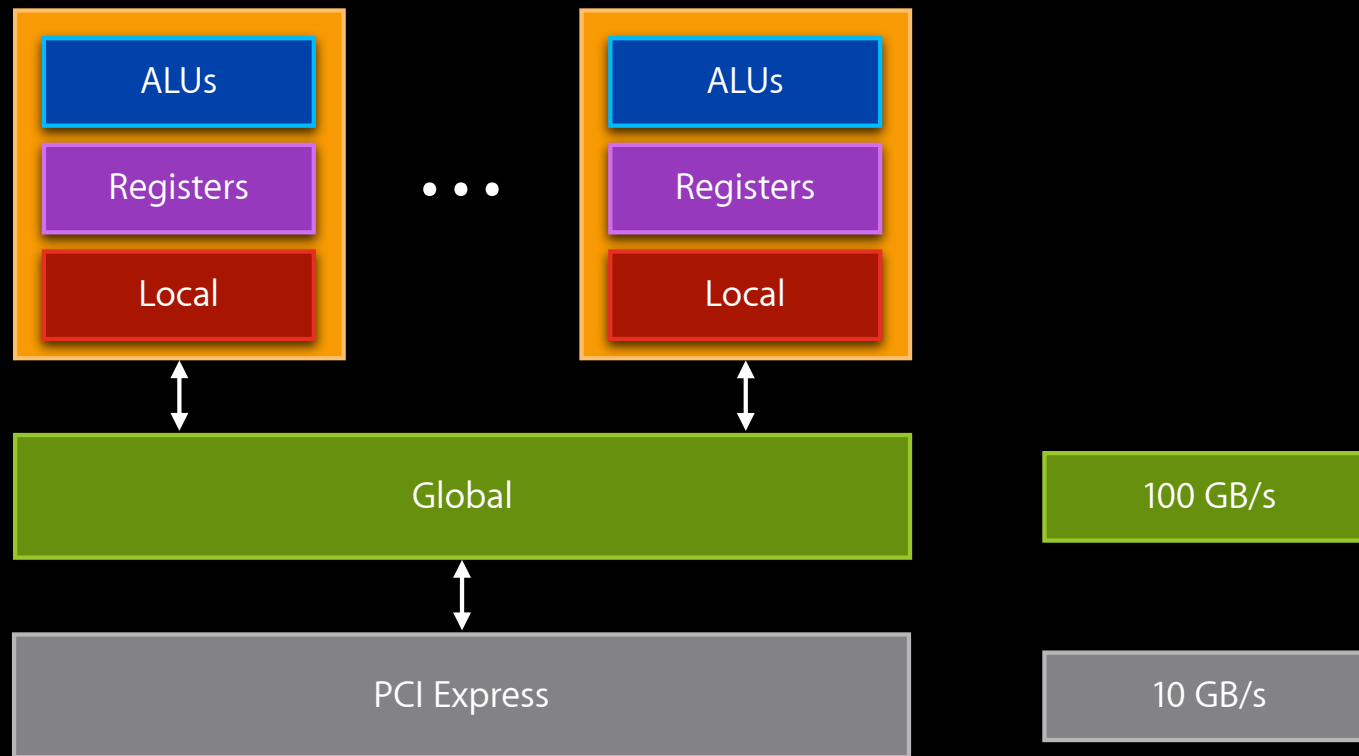 ALUs
ALUs
Registers
• • •
Registers
Local
Local
Global
100 GB/s
PCI Express
10 GB/s